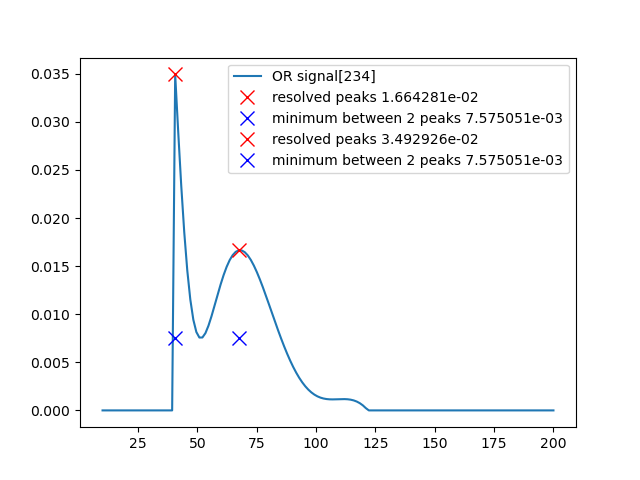 OR signal[234]
resolved peaks 1.664281e-02
minimum between 2 peaks 7.575051e-03
resolved peaks 3.492926e-02
minimum between 2 peaks 7.575051e-03
0.035
0.030
0.025
0.020
0.015
0.010
0.005
0.000
25 50 75 100 125 150 175 200